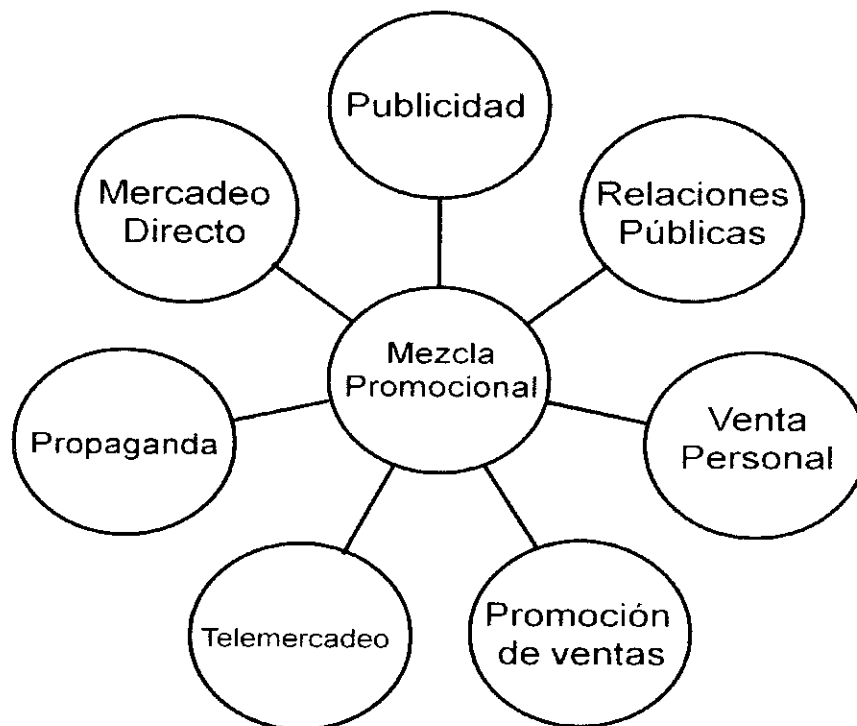 Publicidad
Mercadeo
Directo
Relaciones
Públicas
Mezcla
Promocional
Propaganda
Venta
Personal
Telemercadeo
Promoción
de ventas